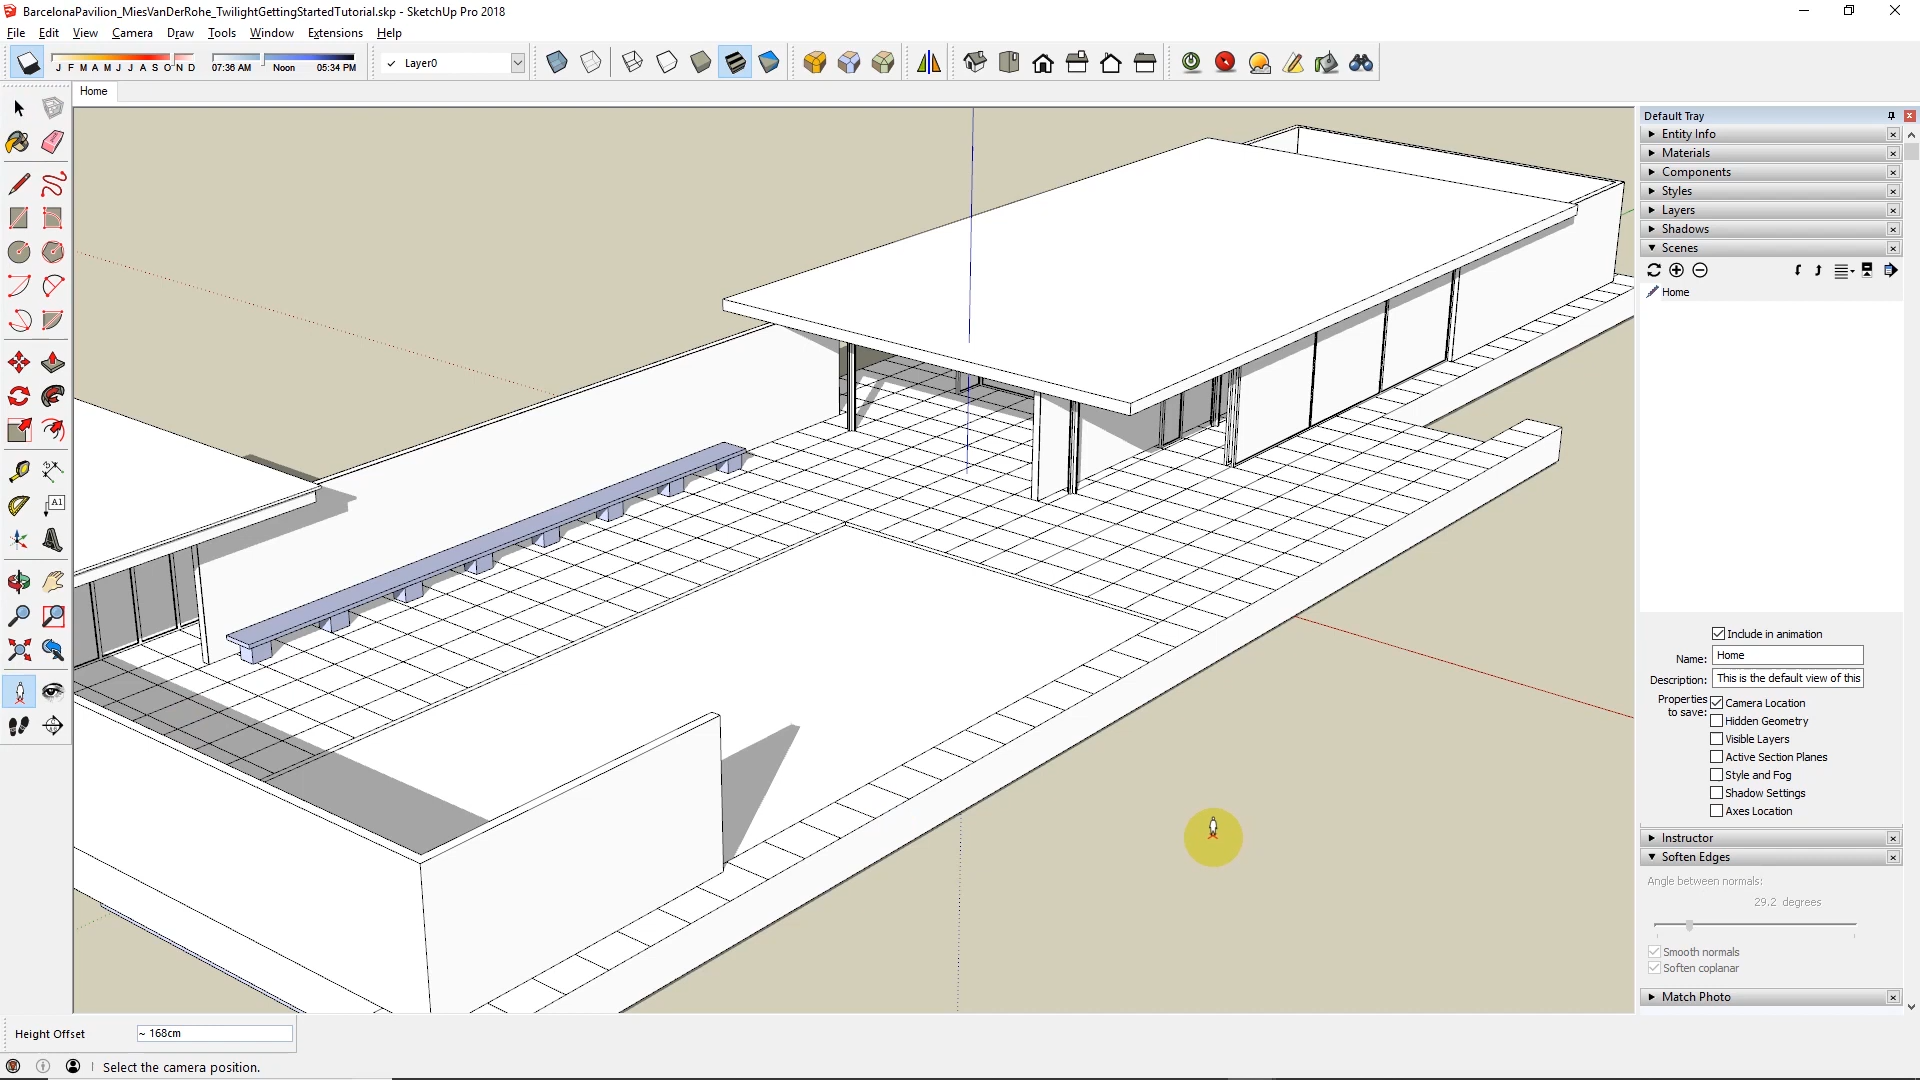 BarcelonaPavilion_MiesVanDerRohe_TwilightGettingStartedTutorial.skp - SketchUp Pro 2018
File Edit View Camera Draw Tools Window Extensions Help
J F M A M J J A S O N D 07:36 AM Noon 05:34 PM Layer0
Home
Default Tray
Entity Info
Materials
Components
Styles
Layers
Shadows
Scenes
Home
A1
Include in animation
Name: Home
Description: This is the default view of this
Properties to save:
Camera Location
Hidden Geometry
Visible Layers
Active Section Planes
Style and Fog
Shadow Settings
Axes Location
Instructor
Soften Edges
Angle between normals:
29.2 degrees
Smooth normals
Soften coplanar
Match Photo
Height Offset ~ 168cm
Select the camera position.